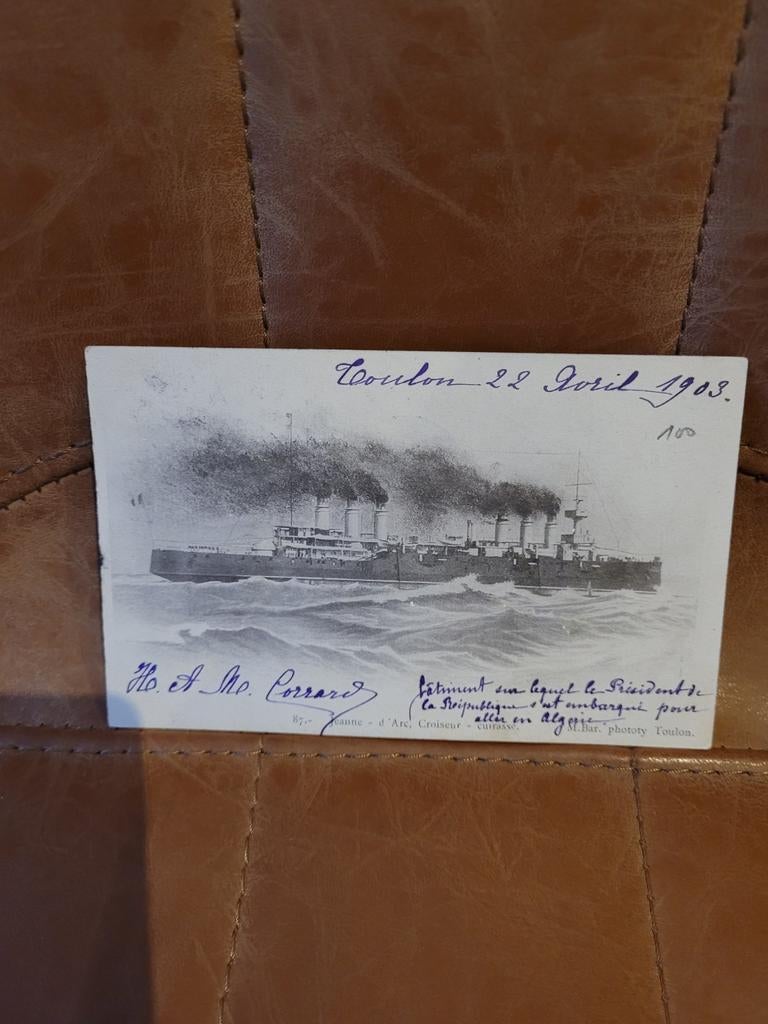 Toulon 22 Avril 1903.
100
H. et M. Corrard
bâtiment sur lequel le Président de
la République s'est embarqué pour
aller en Algérie.
87.- Jeanne - d'Arc, Croiseur - cuirassé.
M. Bar, phototy Toulon.